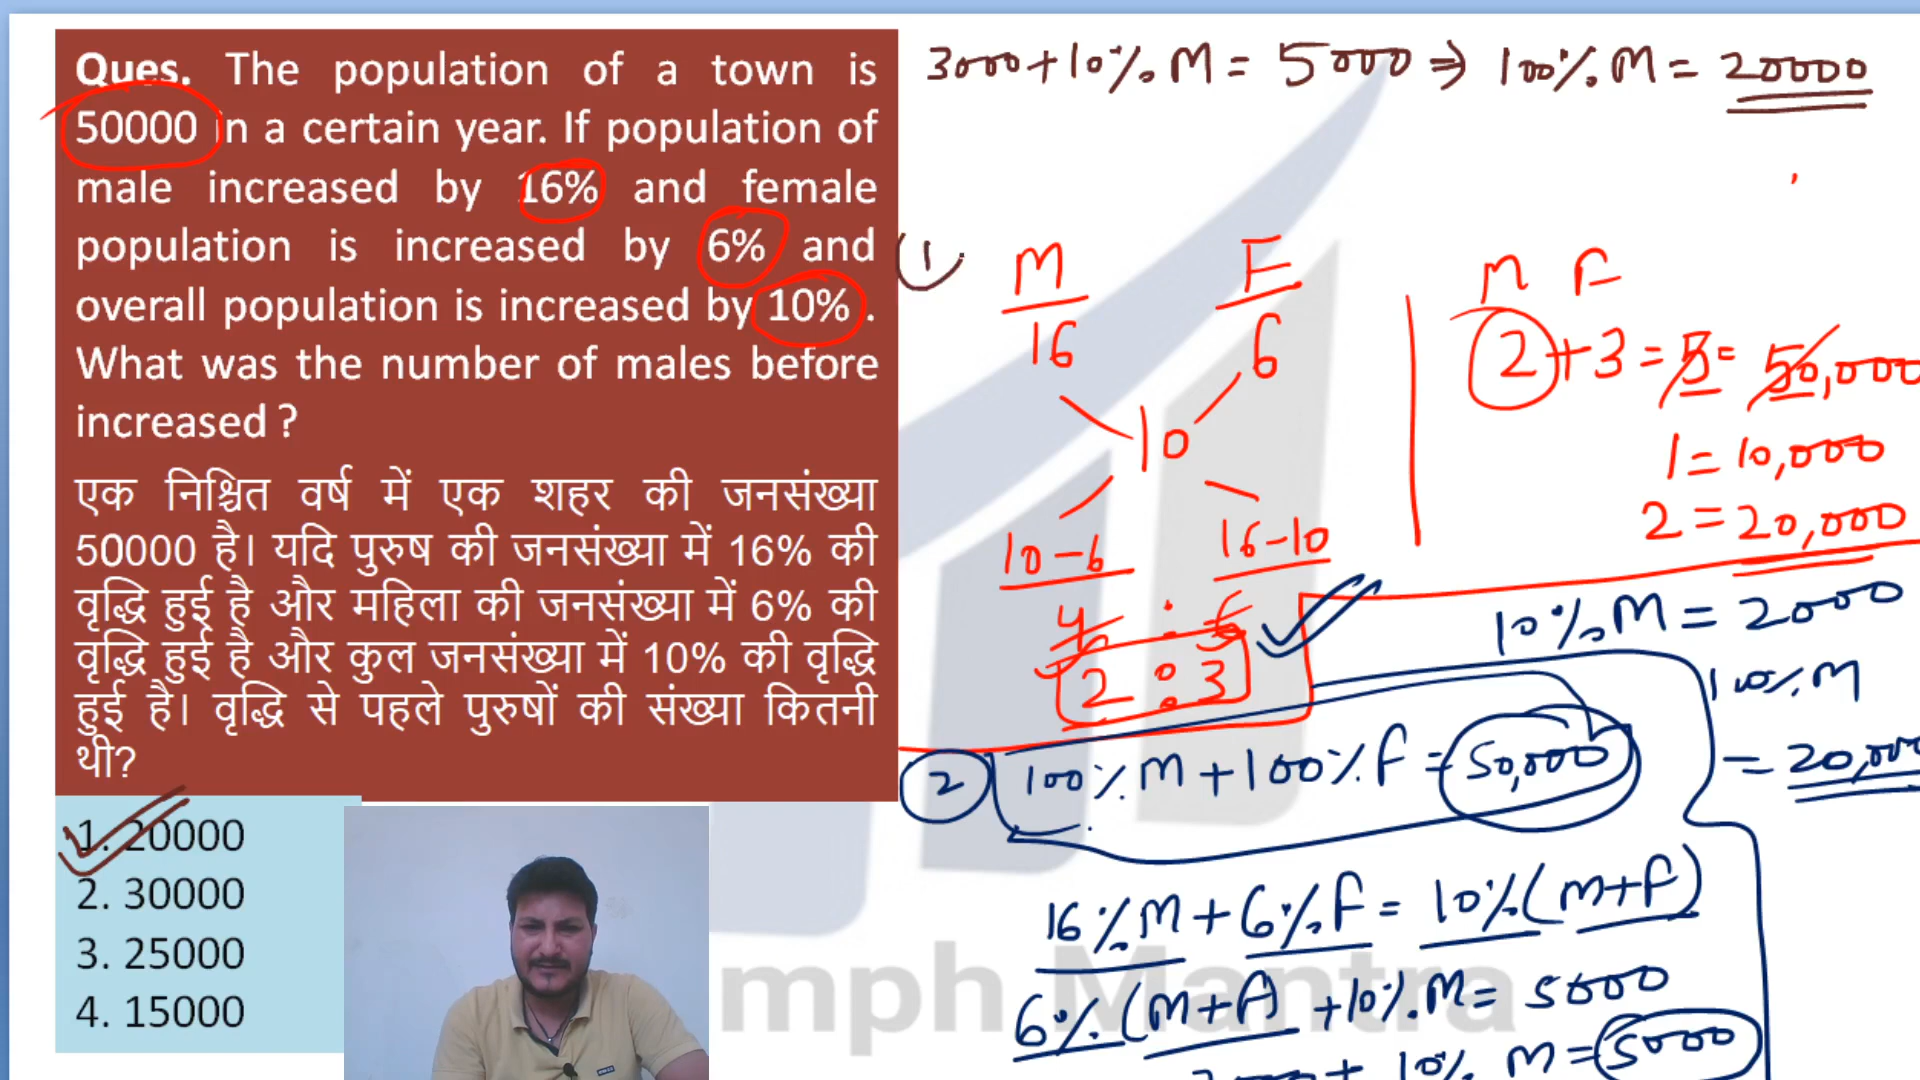 Ques. The population of a town is
50000 in a certain year. If population of
male increased by 16% and female
population is increased by 6% and
overall population is increased by 10% .
What was the number of males before
increased ?
एक निश्चित वर्ष में एक शहर की जनसंख्या
50000 है। यदि पुरुष की जनसंख्या में 16% की
वृद्धि हुई है और महिला की जनसंख्या में 6% की
वृद्धि हुई है और कुल जनसंख्या में 10% की वृद्धि
हुई है। वृद्धि से पहले पुरुषों की संख्या कितनी
थी?
1. 20000
2. 30000
3. 25000
4. 15000
3000+10% M = 5000 ⇒ 100% M = 20000
1
M F
16 6
10
10-6 16-10
4 : 6
2 : 3
M F
2+3 = 5 = 50,000
1 = 10,000
2 = 20,000
10% M = 2000
100% M
= 20,000
2 100% M + 100% F = 50,000
16% M + 6% F = 10% (M+F)
6% (M+F) + 10% M = 5000
3000 + 10% M = 5000
mph Mantra